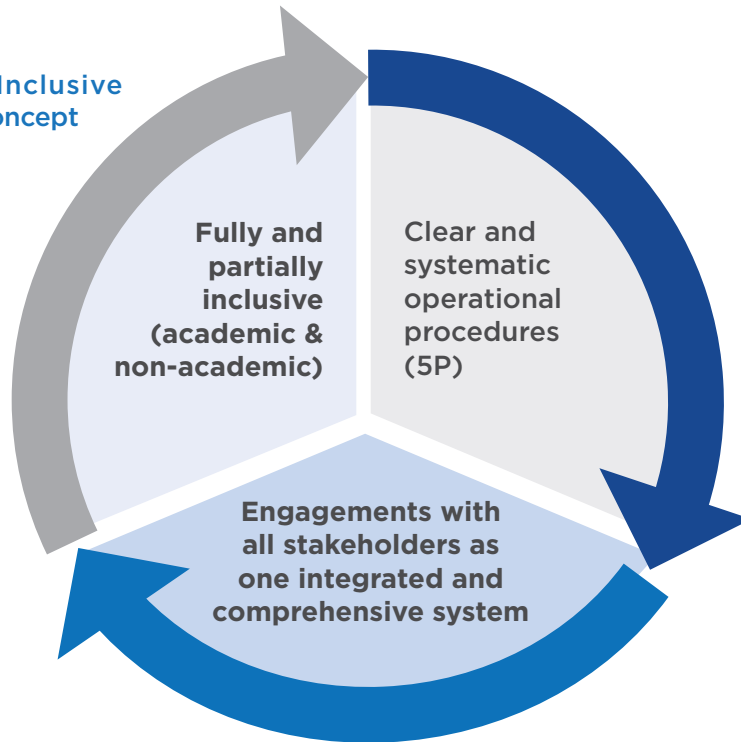 Inclusive
oncept
Fully and
partially
inclusive
(academic &
non-academic)
Clear and
systematic
operational
procedures
(5P)
Engagements with
all stakeholders as
one integrated and
comprehensive system